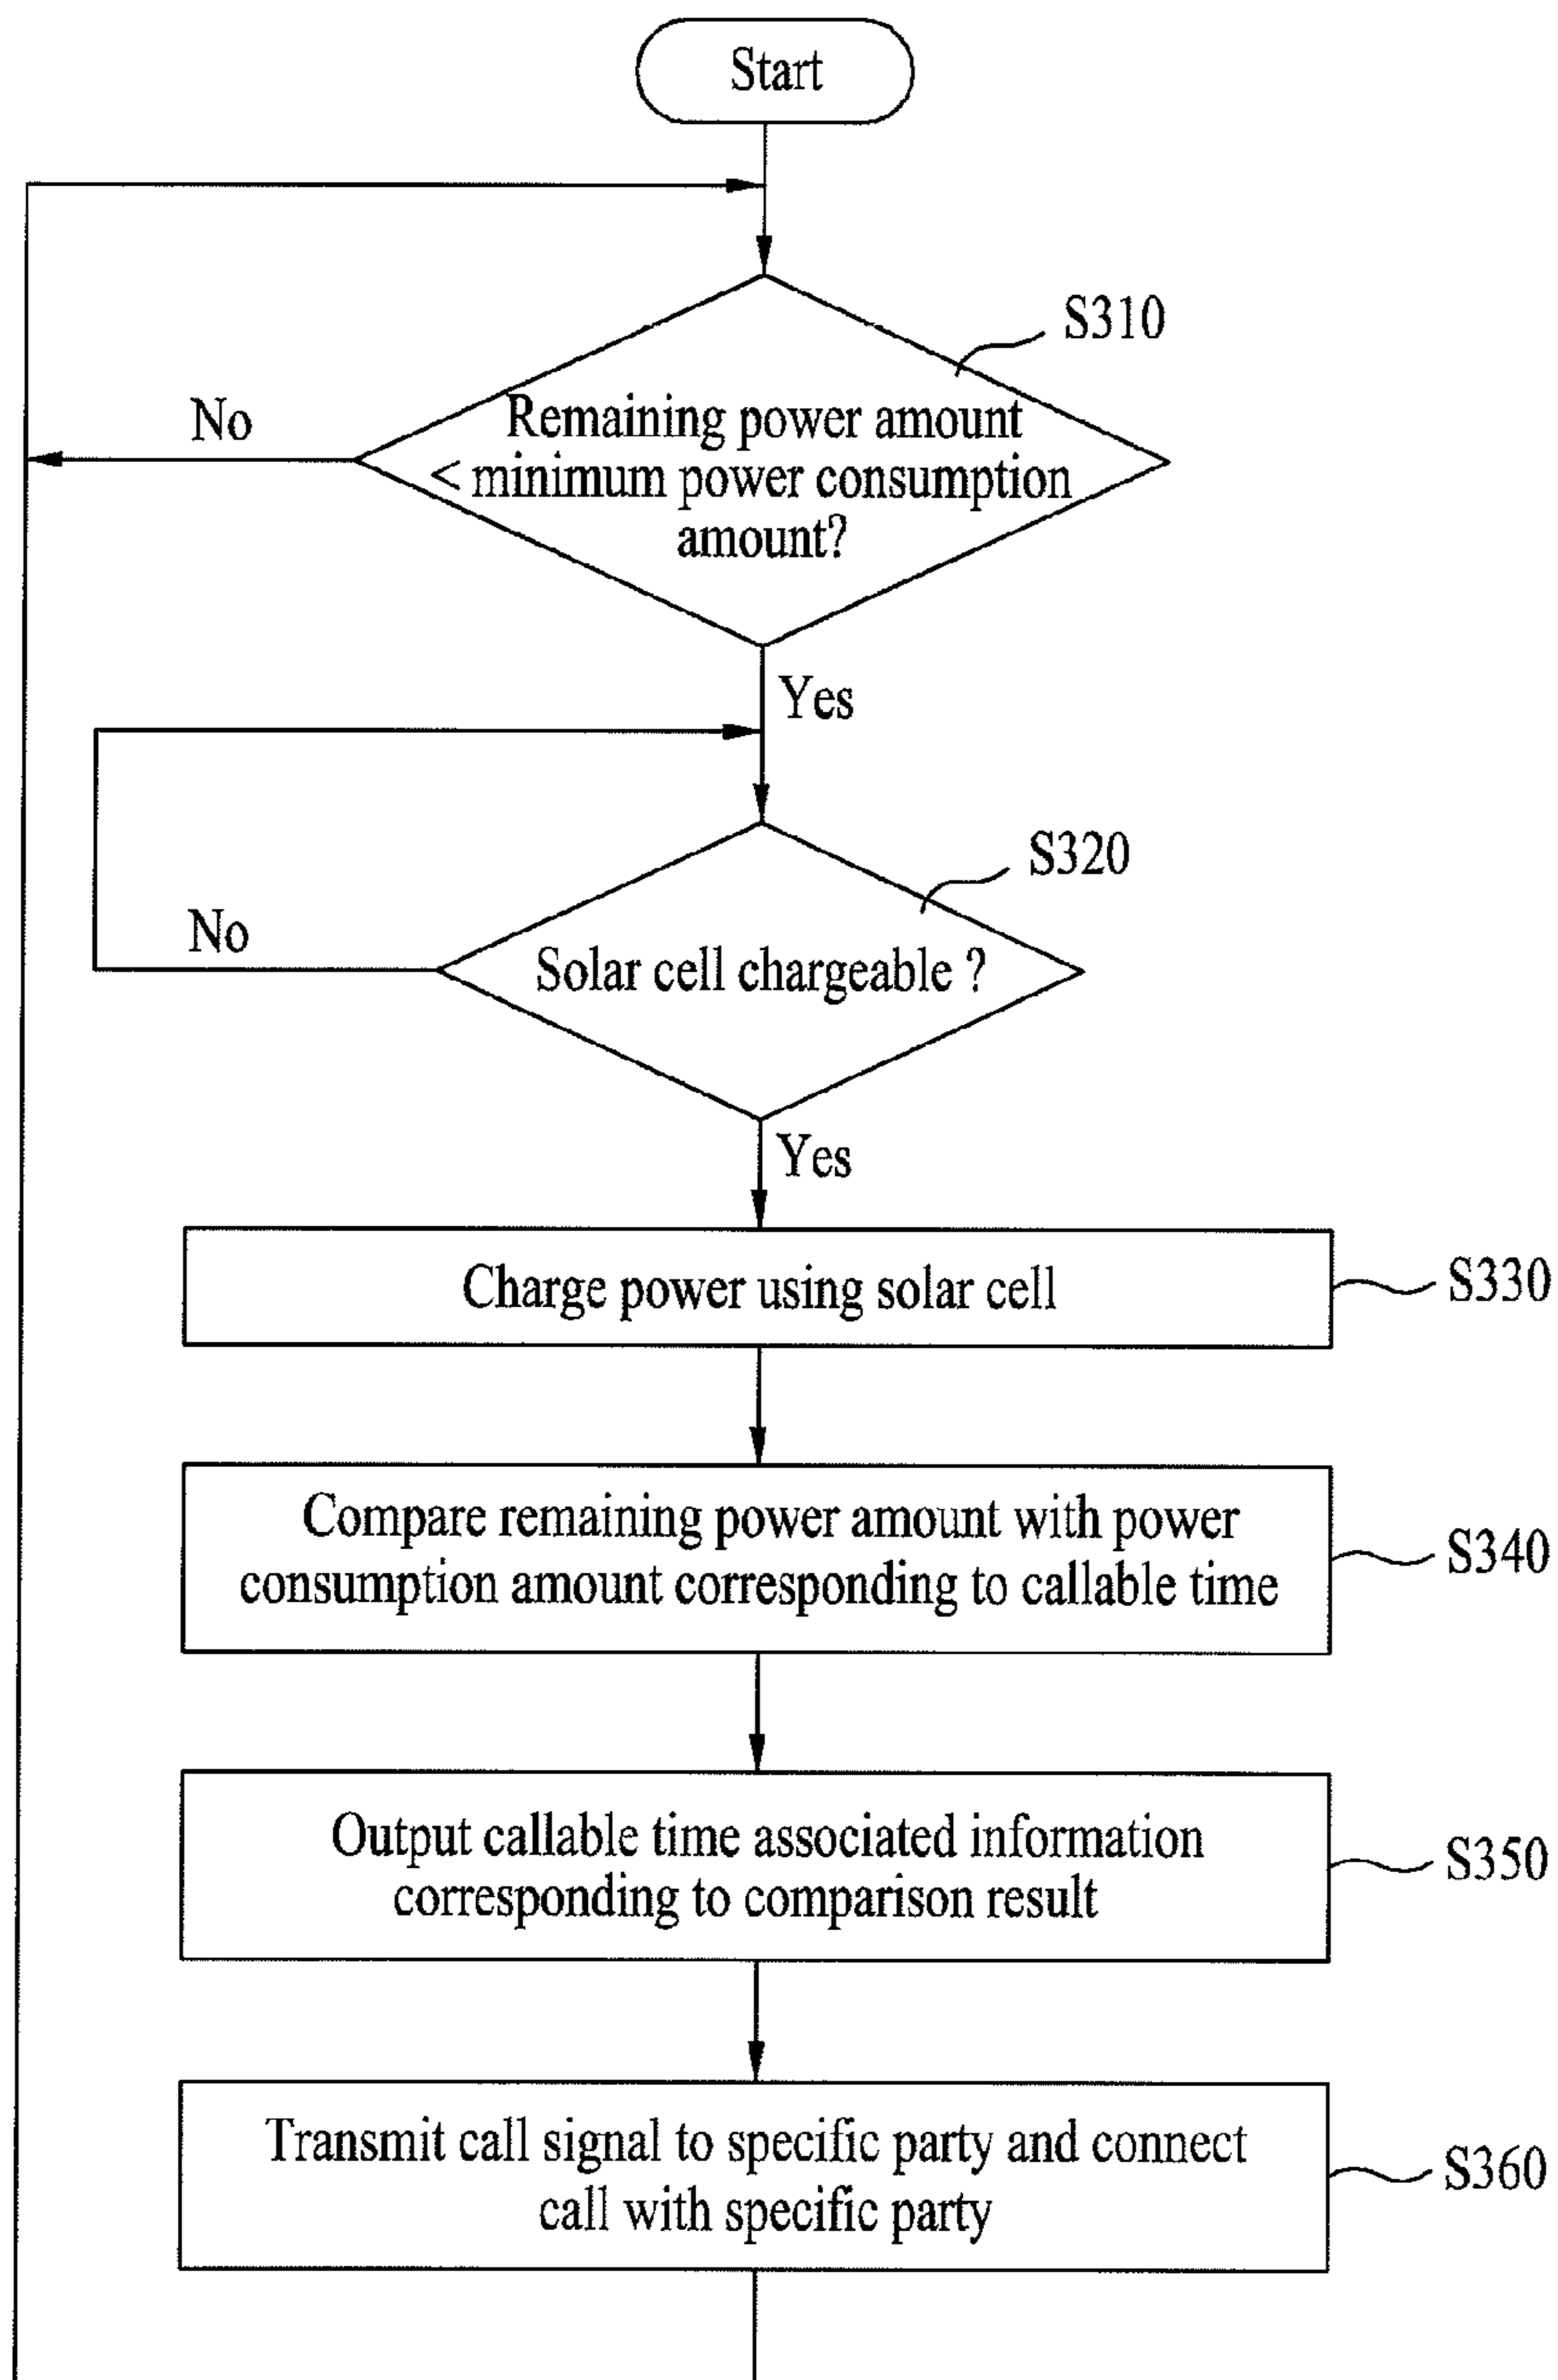 Start
S310
No
Remaining power amount
< minimum power consumption
amount?
Yes
S320
No
Solar cell chargeable ?
Yes
Charge power using solar cell
S330
Compare remaining power amount with power
consumption amount corresponding to callable time
S340
Output callable time associated information
corresponding to comparison result
S350
Transmit call signal to specific party and connect
call with specific party
S360